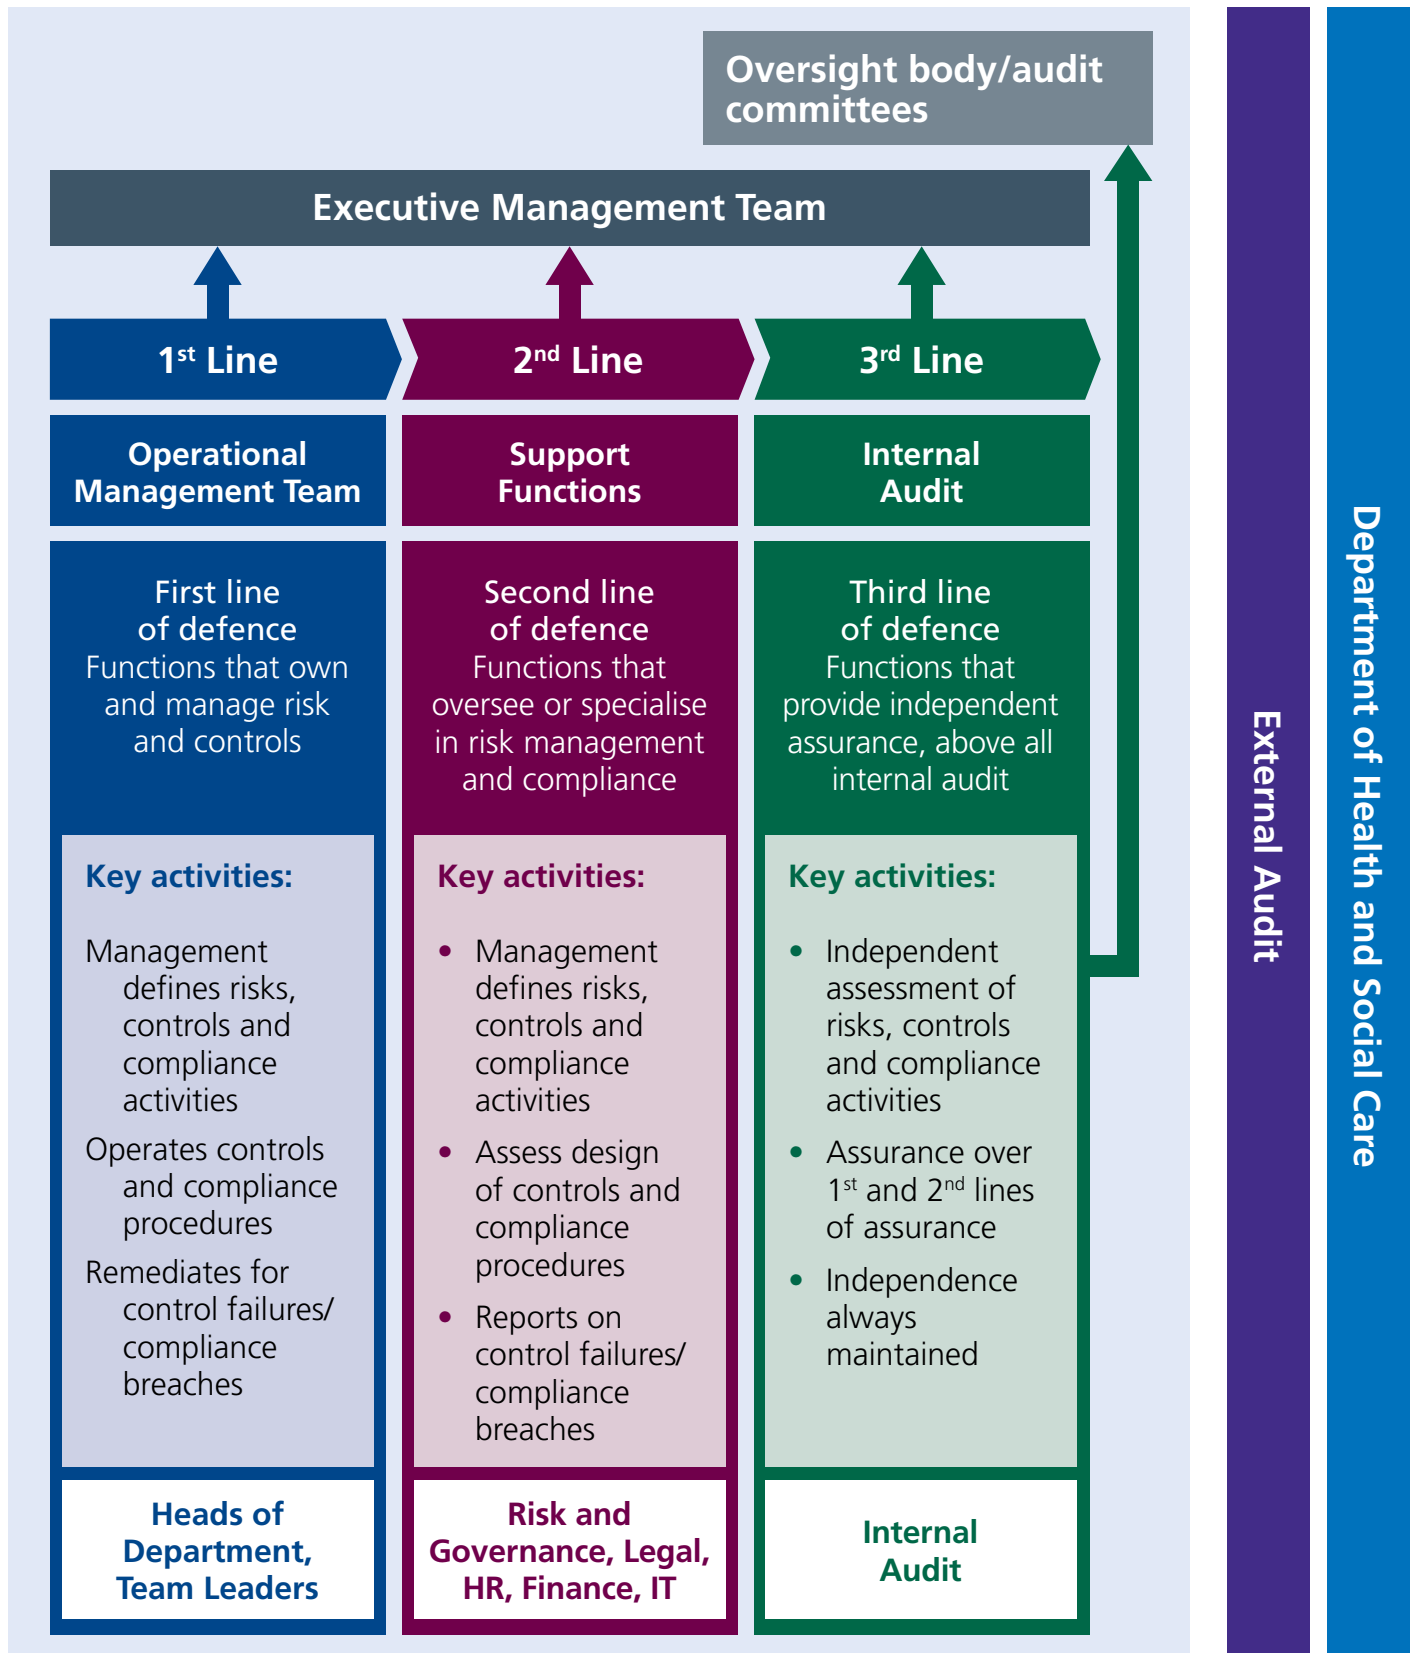 Oversight body/audit
committees
Executive Management Team
1st Line
2nd Line
3rd Line
Operational
Management Team
Support
Functions
Internal
Audit
First line
of defence
Functions that own
and manage risk
and controls
Second line
of defence
Functions that
oversee or specialise
in risk management
and compliance
Third line
of defence
Functions that
provide independent
assurance, above all
internal audit
Key activities:
Management
defines risks,
controls and
compliance
activities
Operates controls
and compliance
procedures
Remediates for
control failures/
compliance
breaches
Key activities:
• Management
defines risks,
controls and
compliance
activities
• Assess design
of controls and
compliance
procedures
• Reports on
control failures/
compliance
breaches
Key activities:
• Independent
assessment of
risks, controls
and compliance
activities
• Assurance over
1st and 2nd lines
of assurance
• Independence
always
maintained
Heads of
Department,
Team Leaders
Risk and
Governance, Legal,
HR, Finance, IT
Internal
Audit
External Audit
Department of Health and Social Care